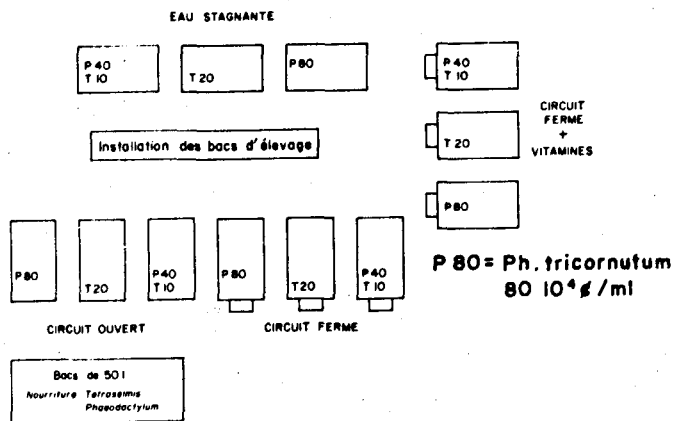 EAU STAGNANTE
P 40
T 10
T 20
P 80
P 40
T 10
CIRCUIT
FERME
+
VITAMINES
T 20
P80
Installation des bacs d'élevage
P 80
T 20
P 40
T 10
P 80
T 20
P 40
T 10
P 80 = Ph. tricornutum
80 10⁴ ¢/ml
CIRCUIT OUVERT
CIRCUIT FERME
Bacs de 50 l
Nourriture Tetraselmis
Phaeodactylum